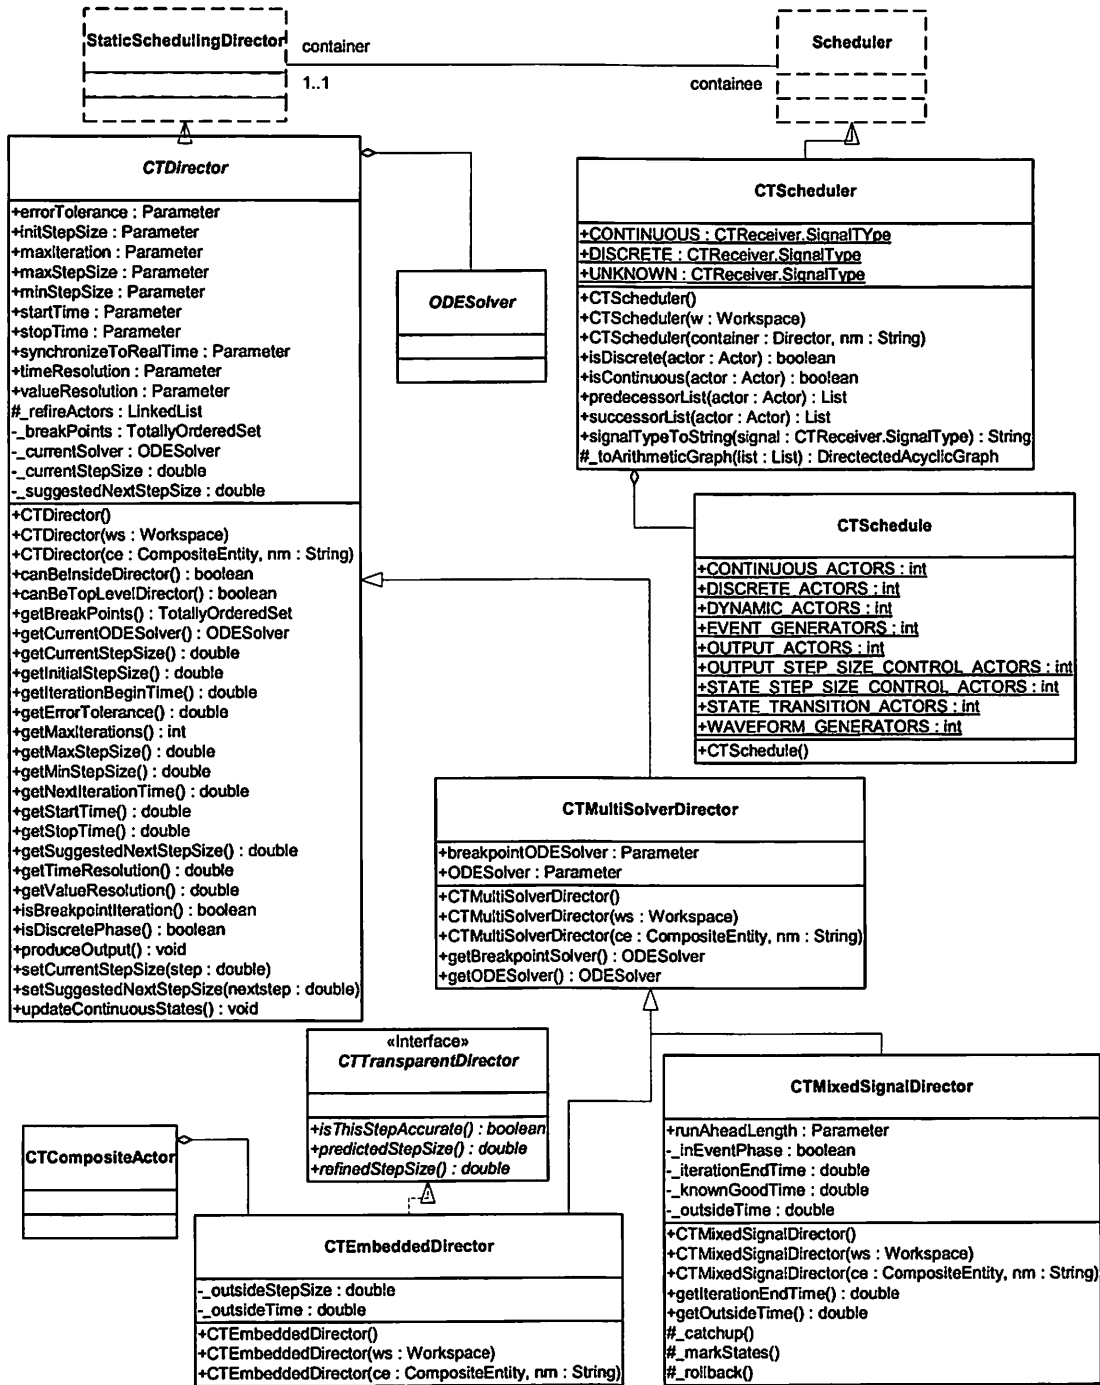 StaticSchedulingDirector
container
1..1
containee
Scheduler
CTDirector
+errorTolerance : Parameter
+initStepSize : Parameter
+maxIteration : Parameter
+maxStepSize : Parameter
+minStepSize : Parameter
+startTime : Parameter
+stopTime : Parameter
+synchronizeToRealTime : Parameter
+timeResolution : Parameter
+valueResolution : Parameter
#_refireActors : LinkedList
-_breakPoints : TotallyOrderedSet
-_currentSolver : ODESolver
-_currentStepSize : double
-_suggestedNextStepSize : double
+CTDirector()
+CTDirector(ws : Workspace)
+CTDirector(ce : CompositeEntity, nm : String)
+canBeInsideDirector() : boolean
+canBeTopLevelDirector() : boolean
+getBreakPoints() : TotallyOrderedSet
+getCurrentODESolver() : ODESolver
+getCurrentStepSize() : double
+getInitialStepSize() : double
+getIterationBeginTime() : double
+getErrorTolerance() : double
+getMaxIterations() : int
+getMaxStepSize() : double
+getMinStepSize() : double
+getNextIterationTime() : double
+getStartTime() : double
+getStopTime() : double
+getSuggestedNextStepSize() : double
+getTimeResolution() : double
+getValueResolution() : double
+isBreakpointIteration() : boolean
+isDiscretePhase() : boolean
+produceOutput() : void
+setCurrentStepSize(step : double)
+setSuggestedNextStepSize(nextstep : double)
+updateContinuousStates() : void
ODESolver
CTScheduler
+CONTINUOUS : CTReceiver.SignalTYpe
+DISCRETE : CTReceiver.SignalType
+UNKNOWN : CTReceiver.SignalType
+CTScheduler()
+CTScheduler(w : Workspace)
+CTScheduler(container : Director, nm : String)
+isDiscrete(actor : Actor) : boolean
+isContinuous(actor : Actor) : boolean
+predecessorList(actor : Actor) : List
+successorList(actor : Actor) : List
+signalTypeToString(signal : CTReceiver.SignalType) : String
#_toArithmeticGraph(list : List) : DirectectedAcyclicGraph
CTSchedule
+CONTINUOUS_ACTORS : int
+DISCRETE_ACTORS : int
+DYNAMIC_ACTORS : int
+EVENT_GENERATORS : int
+OUTPUT_ACTORS : int
+OUTPUT_STEP_SIZE_CONTROL_ACTORS : int
+STATE_STEP_SIZE_CONTROL_ACTORS : int
+STATE_TRANSITION_ACTORS : int
+WAVEFORM_GENERATORS : int
+CTSchedule()
CTMultiSolverDirector
+breakpointODESolver : Parameter
+ODESolver : Parameter
+CTMultiSolverDirector()
+CTMultiSolverDirector(ws : Workspace)
+CTMultiSolverDirector(ce : CompositeEntity, nm : String)
+getBreakpointSolver() : ODESolver
+getODESolver() : ODESolver
«Interface»
CTTransparentDirector
+isThisStepAccurate() : boolean
+predictedStepSize() : double
+refinedStepSize() : double
CTCompositeActor
CTEmbeddedDirector
-_outsideStepSize : double
-_outsideTime : double
+CTEmbeddedDirector()
+CTEmbeddedDirector(ws : Workspace)
+CTEmbeddedDirector(ce : CompositeEntity, nm : String)
CTMixedSignalDirector
+runAheadLength : Parameter
-_inEventPhase : boolean
-_iterationEndTime : double
-_knownGoodTime : double
-_outsideTime : double
+CTMixedSignalDirector()
+CTMixedSignalDirector(ws : Workspace)
+CTMixedSignalDirector(ce : CompositeEntity, nm : String)
+getIterationEndTime() : double
+getOutsideTime() : double
#_catchup()
#_markStates()
#_rollback()